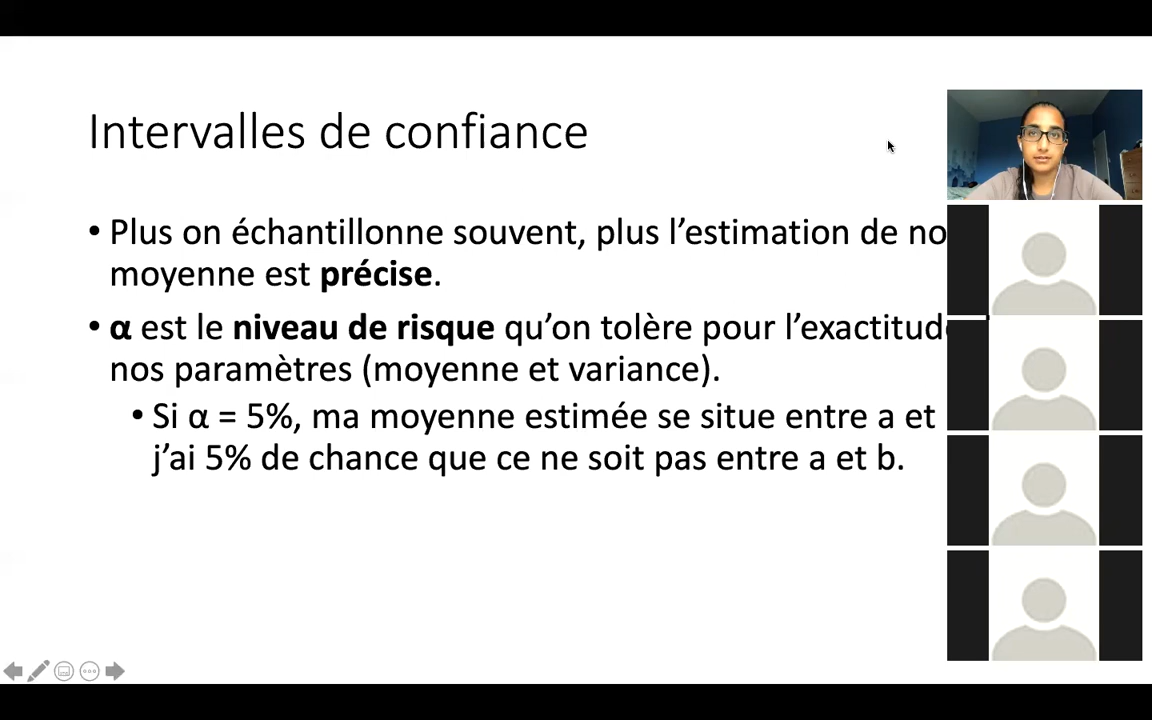 Intervalles de confiance
• Plus on échantillonne souvent, plus l’estimation de
moyenne est précise.
• α est le niveau de risque qu’on tolère pour l’exactitude
nos paramètres (moyenne et variance).
• Si α = 5%, ma moyenne estimée se situe entre a et
j’ai 5% de chance que ce ne soit pas entre a et b.